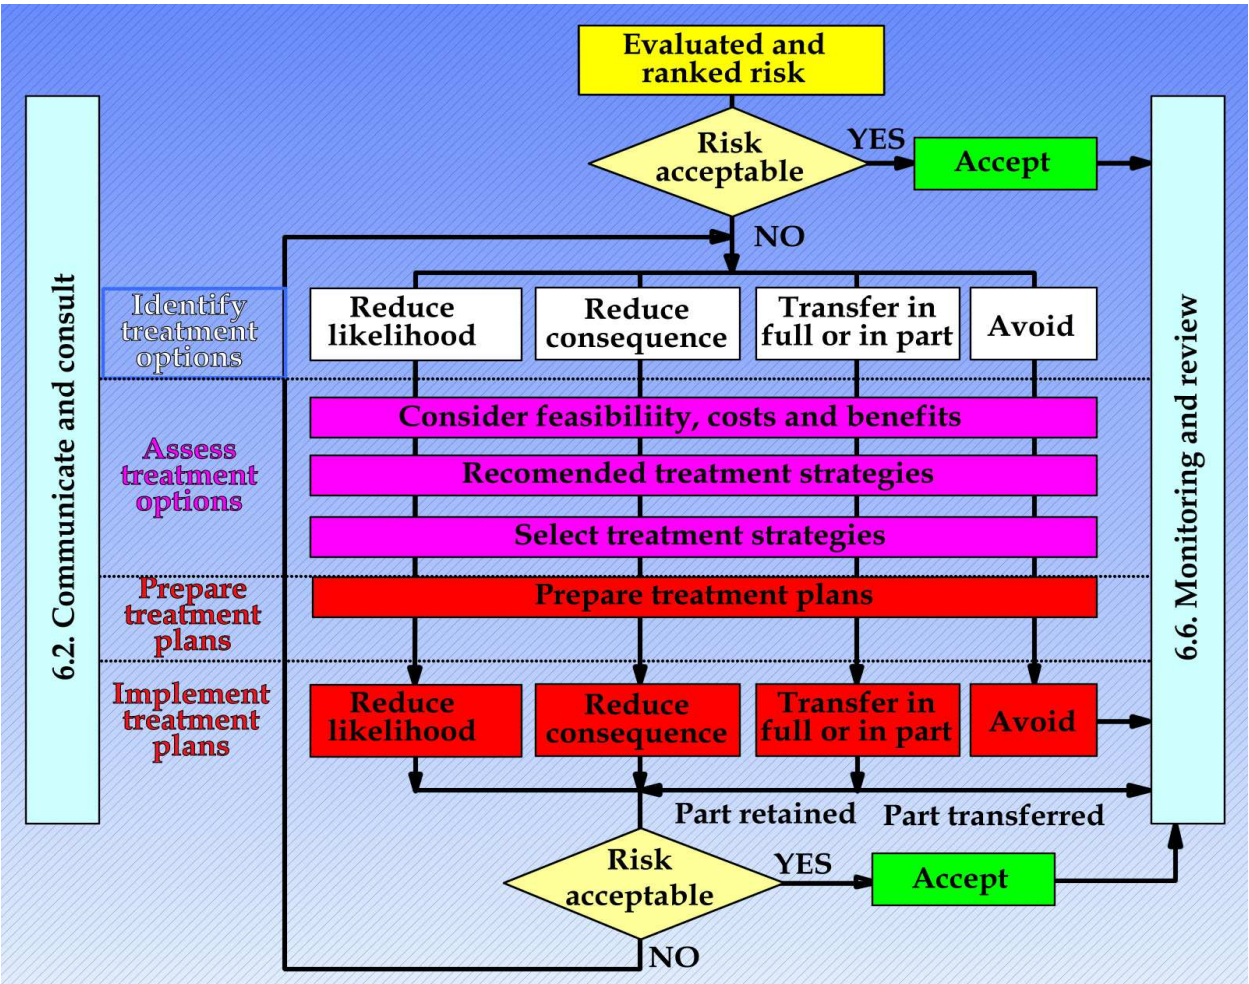 Evaluated and
ranked risk
Risk
acceptable
YES
Accept
NO
6.2. Communicate and consult
6.6. Monitoring and review
Identify
treatment
options
Reduce
likelihood
Reduce
consequence
Transfer in
full or in part
Avoid
Assess
treatment
options
Consider feasibiliity, costs and benefits
Recomended treatment strategies
Select treatment strategies
Prepare
treatment
plans
Prepare treatment plans
Implement
treatment
plans
Reduce
likelihood
Reduce
consequence
Transfer in
full or in part
Avoid
Part retained
Part transferred
Risk
acceptable
YES
Accept
NO